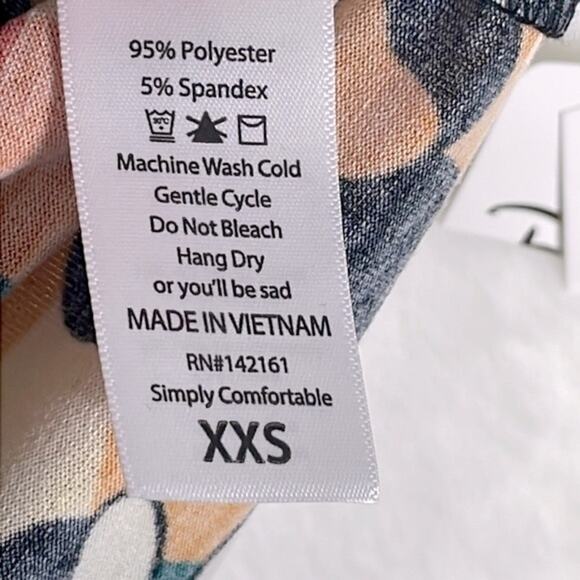 95% Polyester
5% Spandex
30°C
Machine Wash Cold
Gentle Cycle
Do Not Bleach
Hang Dry
or you'll be sad
MADE IN VIETNAM
RN#142161
Simply Comfortable
XXS